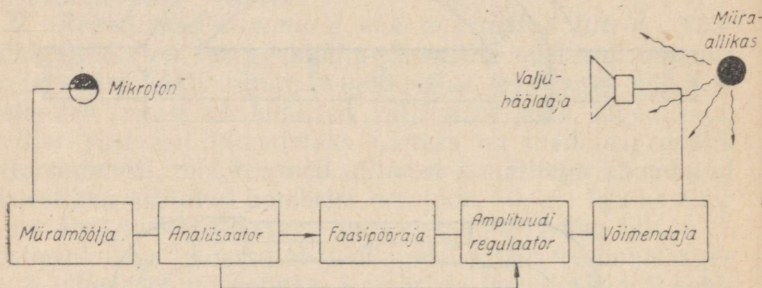 Müra-
allikas
Valju-
hääldaja
Mikrofon
Müramõõtja
Analüsaator
Faasipööraja
Amplituudi
regulaator
Võimendaja